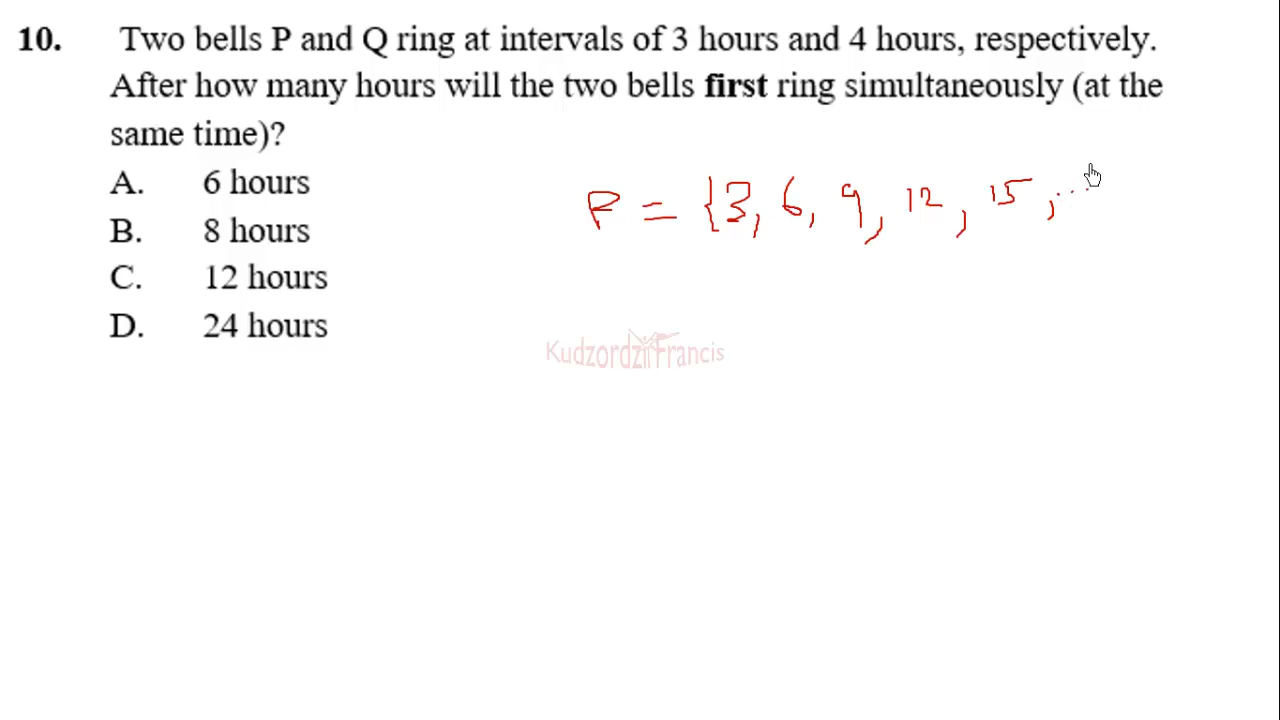 10. Two bells P and Q ring at intervals of 3 hours and 4 hours, respectively.
After how many hours will the two bells first ring simultaneously (at the
same time)?
A. 6 hours
B. 8 hours
C. 12 hours
D. 24 hours
P = {3, 6, 9, 12, 15, ...
Kudzordzi Francis